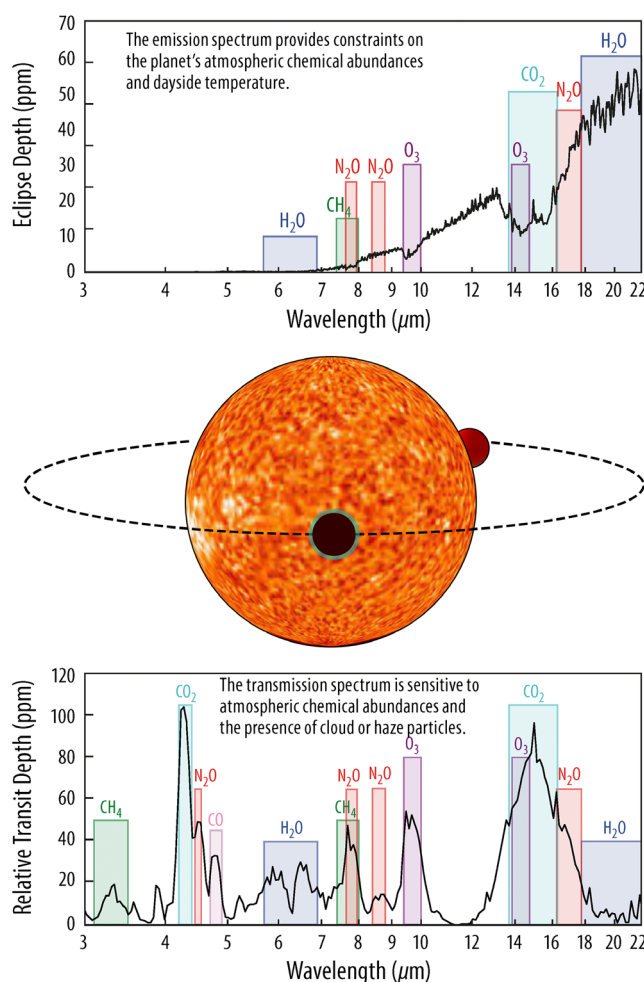 70
60
50
40
30
20
10
0
Eclipse Depth (ppm)
The emission spectrum provides constraints on
the planet's atmospheric chemical abundances
and dayside temperature.
H₂O
CO₂
N₂O
O₃
O₃
N₂O
N₂O
CH₄
H₂O
3 4 5 6 7 8 9 10 12 14 16 18 20 22
Wavelength (μm)
120
100
80
60
40
20
0
Relative Transit Depth (ppm)
The transmission spectrum is sensitive to
atmospheric chemical abundances and
the presence of cloud or haze particles.
CO₂
CO₂
O₃
O₃
N₂O
N₂O
N₂O
N₂O
CH₄
CO
CH₄
H₂O
H₂O
3 4 5 6 7 8 9 10 12 14 16 18 20 22
Wavelength (μm)